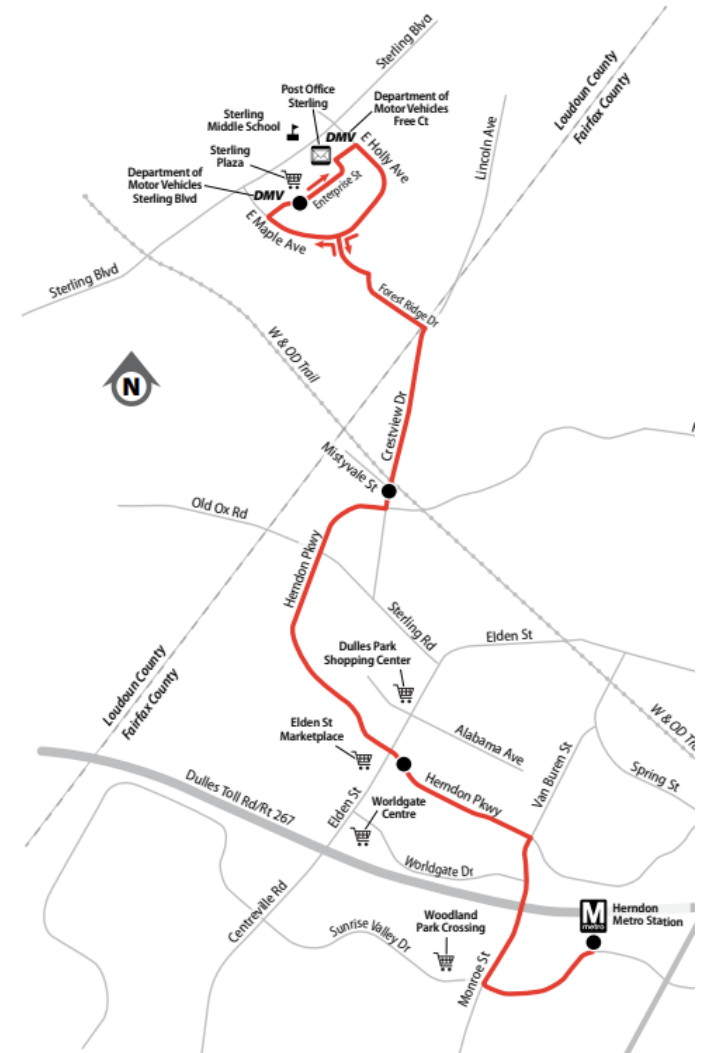 Sterling Blvd
Loudoun County
Fairfax County
Post Office
Sterling
Department of
Motor Vehicles
Free Ct
Sterling
Middle School
DMV
E Holly Ave
Lincoln Ave
Sterling
Plaza
Department of
Motor Vehicles
Sterling Blvd
DMV
Enterprise St
E Maple Ave
Sterling Blvd
Forest Ridge Dr
W & OD Trail
N
Crestview Dr
Mistyvale St
Old Ox Rd
Herndon Pkwy
Sterling Rd
Elden St
Dulles Park
Shopping Center
Loudoun County
Fairfax County
Elden St
Marketplace
Alabama Ave
W & OD Tra
Van Buren St
Spring St
Herndon Pkwy
Dulles Toll Rd/Rt 267
Elden St
Worldgate
Centre
Worldgate Dr
Centreville Rd
Sunrise Valley Dr
Woodland
Park Crossing
M
metro
Herndon
Metro Station
Monroe St